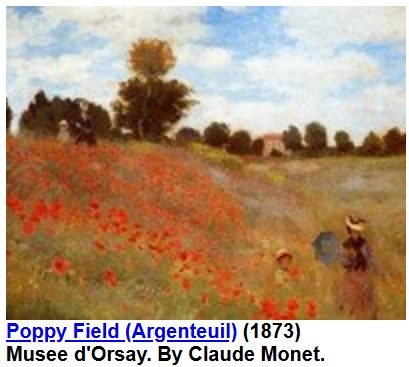 Poppy Field (Argenteuil) (1873)
Musee d'Orsay. By Claude Monet.